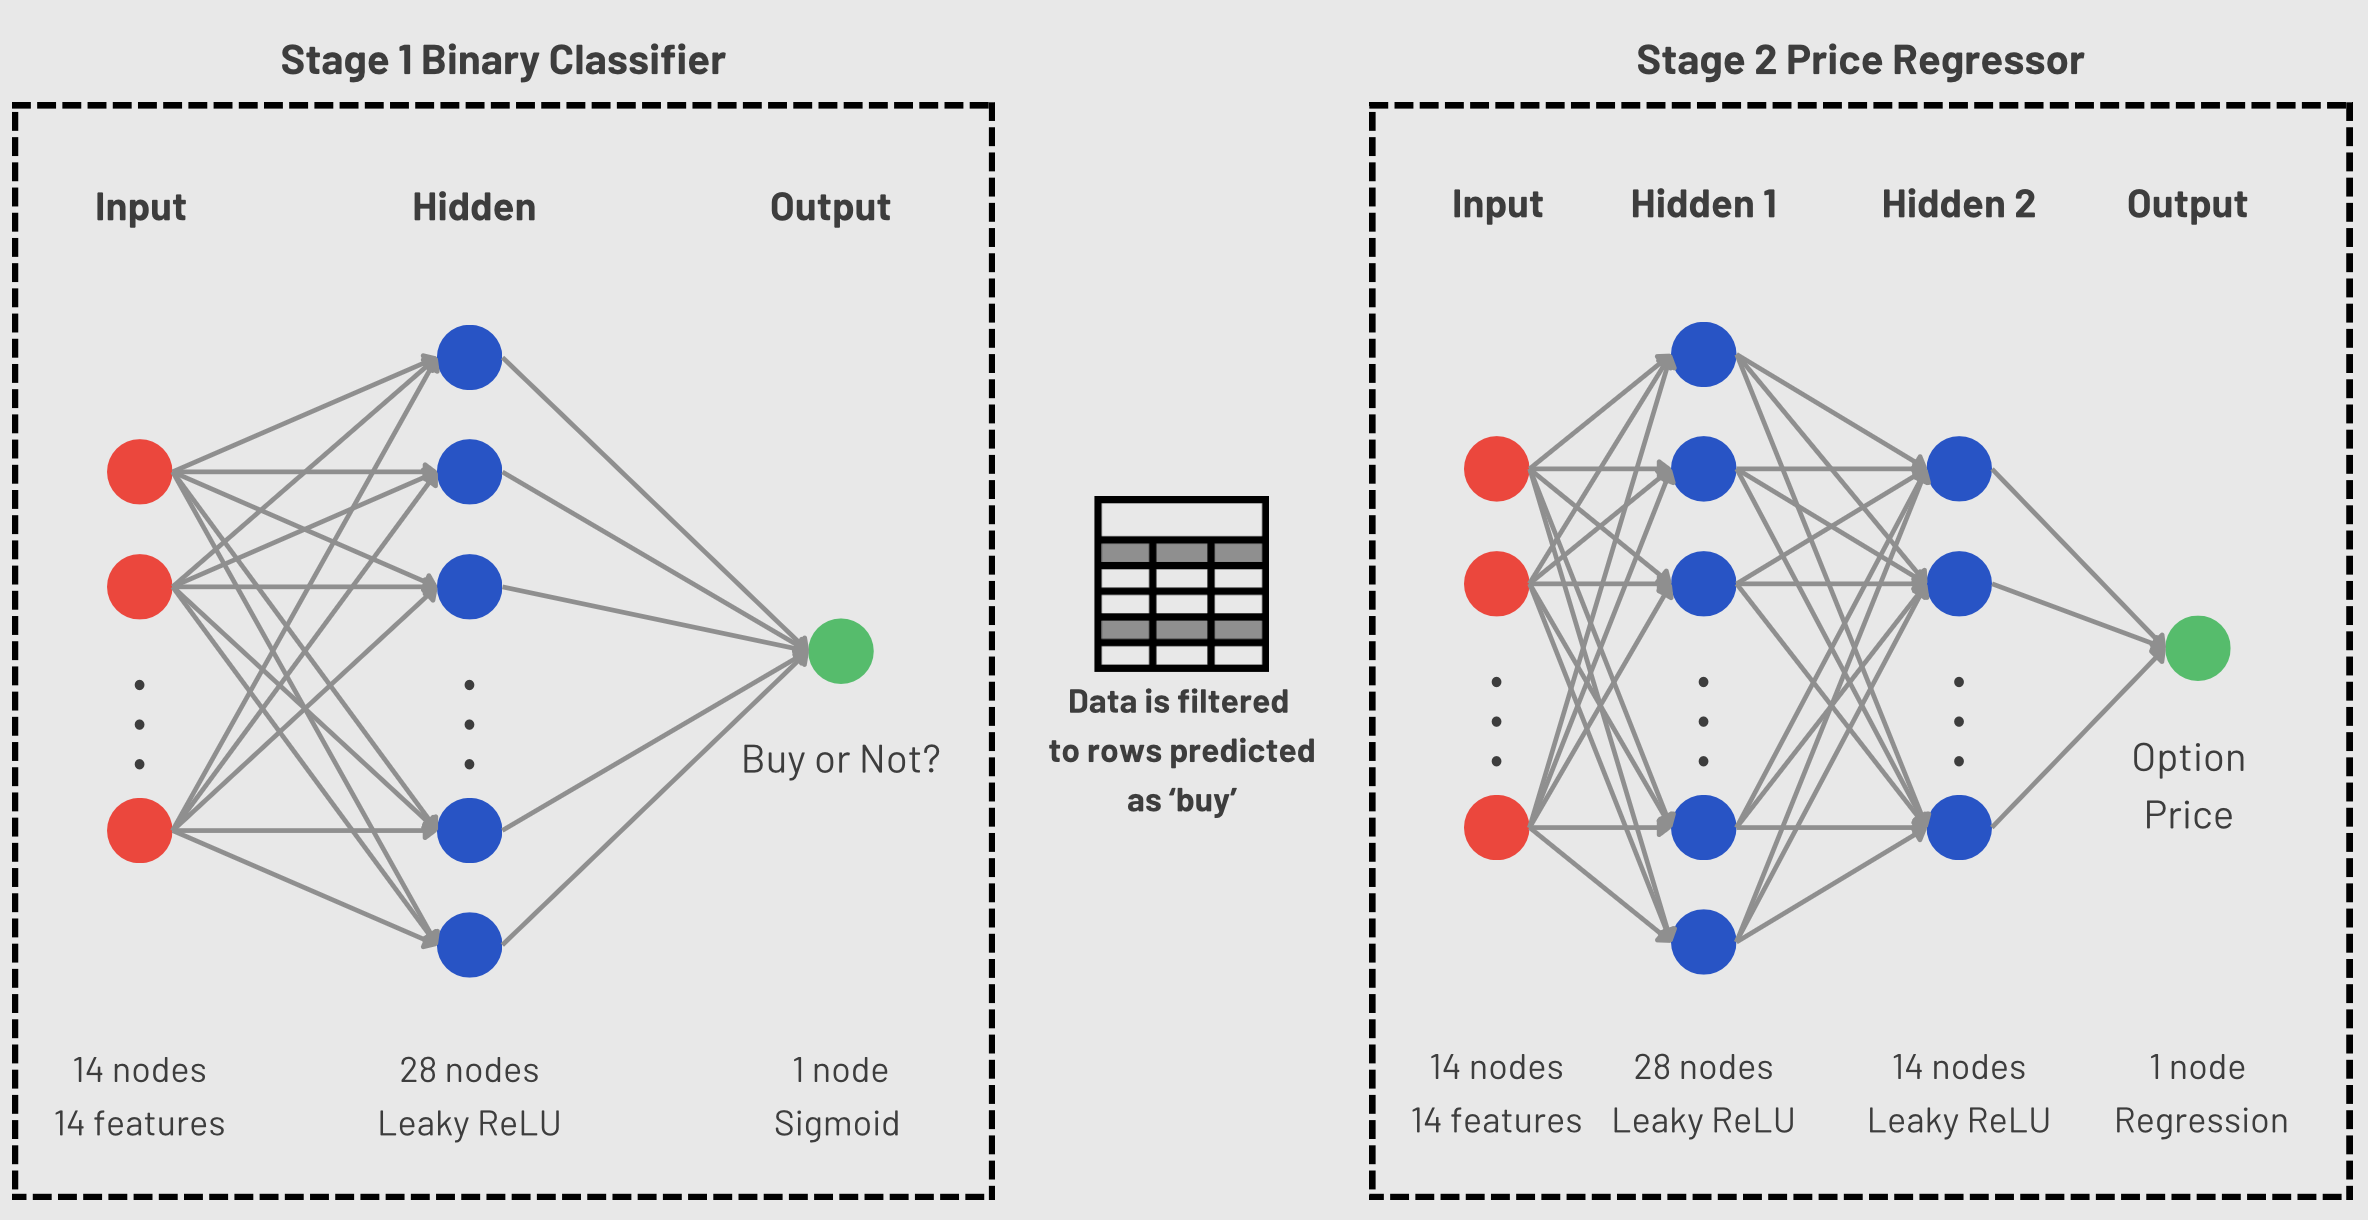 Stage 1 Binary Classifier
Input
Hidden
Output
Buy or Not?
14 nodes
14 features
28 nodes
Leaky ReLU
1 node
Sigmoid
Data is filtered
to rows predicted
as ‘buy’
Stage 2 Price Regressor
Input
Hidden 1
Hidden 2
Output
Option
Price
14 nodes
14 features
28 nodes
Leaky ReLU
14 nodes
Leaky ReLU
1 node
Regression